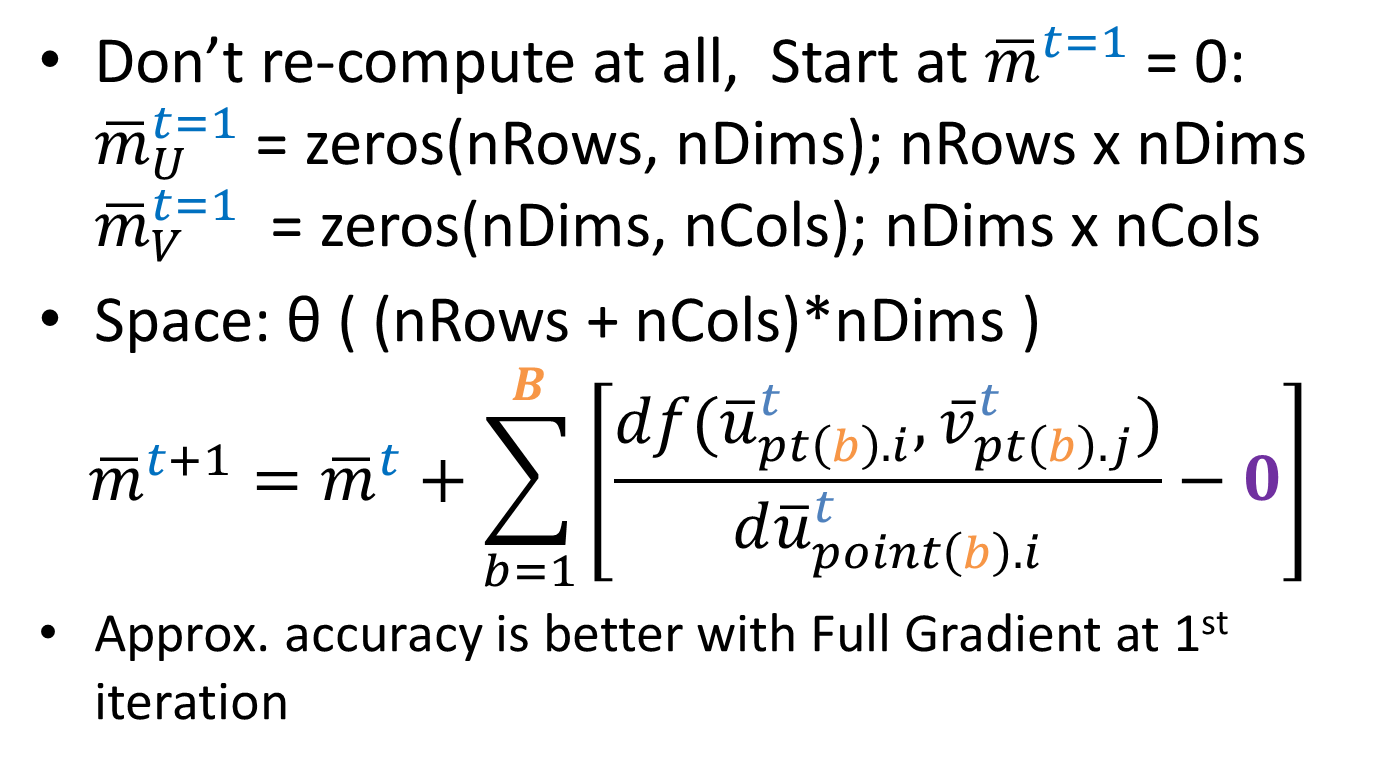 • Don't re-compute at all,  Start at m̅^{t=1} = 0:
m̅_U^{t=1} = zeros(nRows, nDims); nRows x nDims
m̅_V^{t=1} = zeros(nDims, nCols); nDims x nCols
• Space: θ ( (nRows + nCols)*nDims )
m̅^{t+1} = m̅^t + ∑_{b=1}^{B} [ df(u̅^t_{pt(b).i}, v̅^t_{pt(b).j}) / du̅^t_{point(b).i} − 0 ]
• Approx. accuracy is better with Full Gradient at 1st
iteration